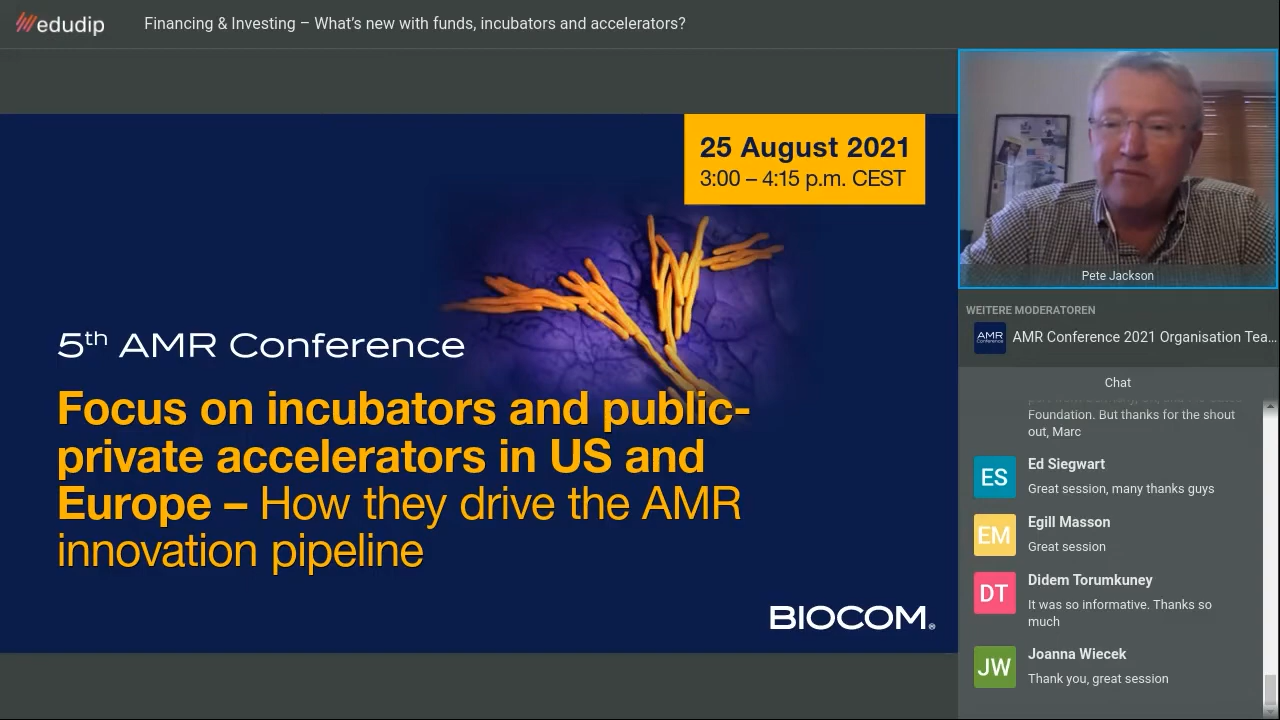 edudip
Financing & Investing – What's new with funds, incubators and accelerators?
25 August 2021
3:00 – 4:15 p.m. CEST
5th AMR Conference
Focus on incubators and public-
private accelerators in US and
Europe – How they drive the AMR
innovation pipeline
BIOCOM®
Pete Jackson
WEITERE MODERATOREN
AMR Conference
AMR Conference 2021 Organisation Tea...
Chat
Foundation. But thanks for the shout
out, Marc
ES
Ed Siegwart
Great session, many thanks guys
EM
Egill Masson
Great session
DT
Didem Torumkuney
It was so informative. Thanks so
much
JW
Joanna Wiecek
Thank you, great session